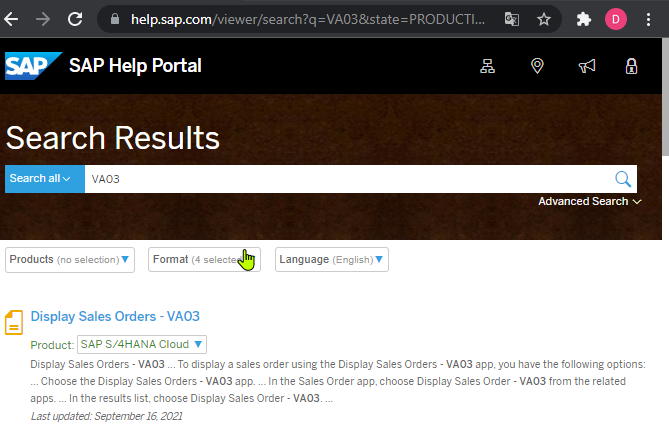 help.sap.com/viewer/search?q=VA03&state=PRODUCTI...
D
SAP SAP Help Portal
Search Results
Search all VA03
Advanced Search
Products (no selection) Format (4 selected) Language (English)
Display Sales Orders - VA03
Product: SAP S/4HANA Cloud
Display Sales Orders - VA03 ... To display a sales order using the Display Sales Orders - VA03 app, you have the following options:
... Choose the Display Sales Orders - VA03 app. ... In the Sales Order app, choose Display Sales Order - VA03 from the related
apps. ... In the results list, choose Display Sales Order - VA03. ...
Last updated: September 16, 2021